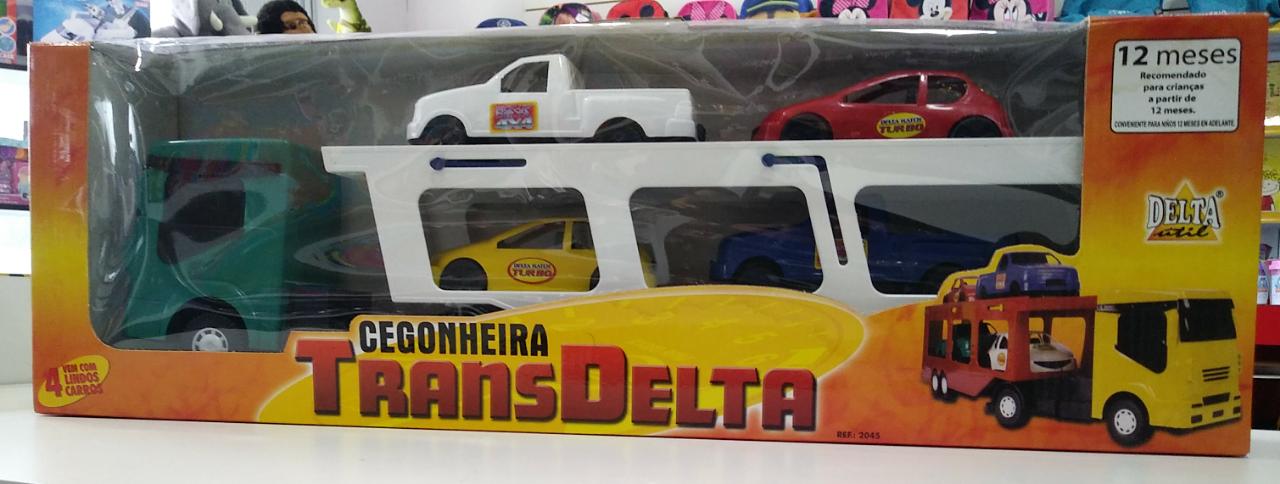 12 meses
Recomendado
para crianças
a partir de
12 meses.
CONVENIENTE PARA NIÑOS 12 MESES EN ADELANTE
DELTA®
útil
TURBO
TURBO
4 VEM COM
LINDOS
CARROS
CEGONHEIRA
TRANSDELTA
REF.: 2045